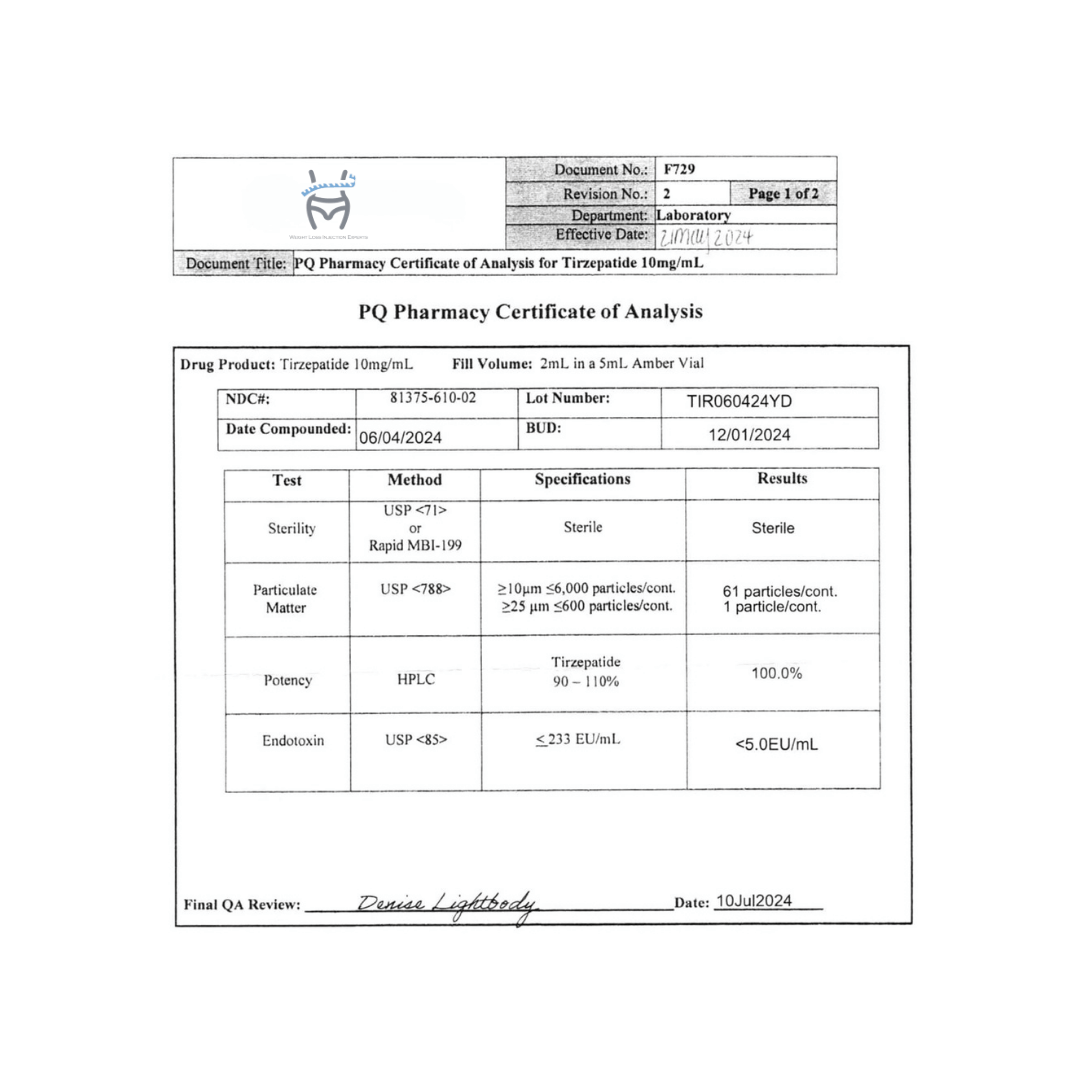 Weight Loss Injection Experts
Document No.: F729
Revision No.: 2 Page 1 of 2
Department: Laboratory
Effective Date: 21May2024
Document Title: PQ Pharmacy Certificate of Analysis for Tirzepatide 10mg/mL
PQ Pharmacy Certificate of Analysis
Drug Product: Tirzepatide 10mg/mL Fill Volume: 2mL in a 5mL Amber Vial
NDC#: 81375-610-02 Lot Number: TIR060424YD
Date Compounded: 06/04/2024 BUD: 12/01/2024
Test Method Specifications Results
USP <71>
or
Rapid MBI-199
Sterility Sterile Sterile
Particulate USP <788> ≥10µm ≤6,000 particles/cont. 61 particles/cont.
Matter ≥25 µm ≤600 particles/cont. 1 particle/cont.
Tirzepatide
Potency HPLC 90 – 110% 100.0%
Endotoxin USP <85> ≤233 EU/mL <5.0EU/mL
Final QA Review: Denise Lightbody Date: 10Jul2024